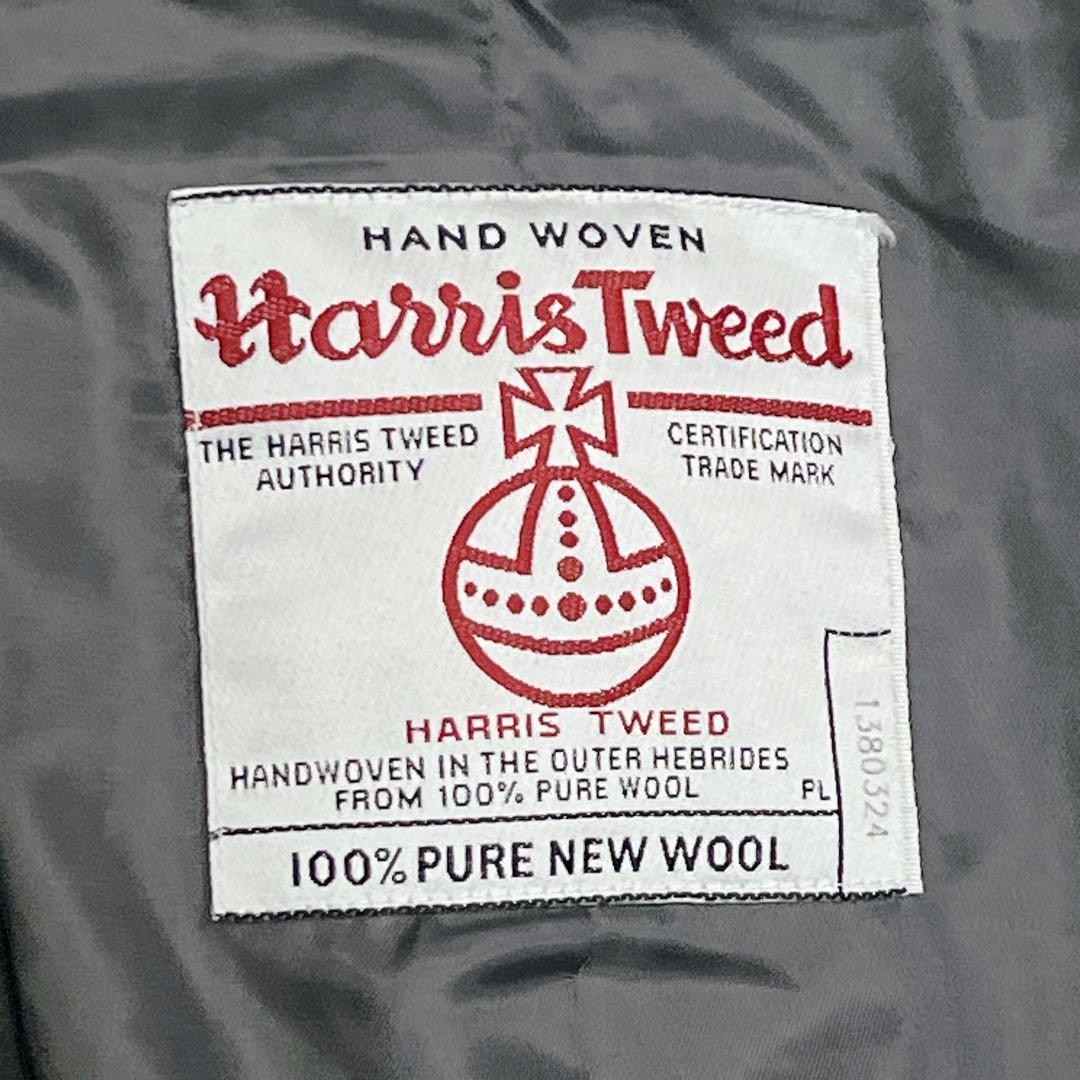 HAND WOVEN
Harris Tweed
THE HARRIS TWEED
AUTHORITY
CERTIFICATION
TRADE MARK
HARRIS TWEED
HANDWOVEN IN THE OUTER HEBRIDES
FROM 100% PURE WOOL
PL
100% PURE NEW WOOL
1380324